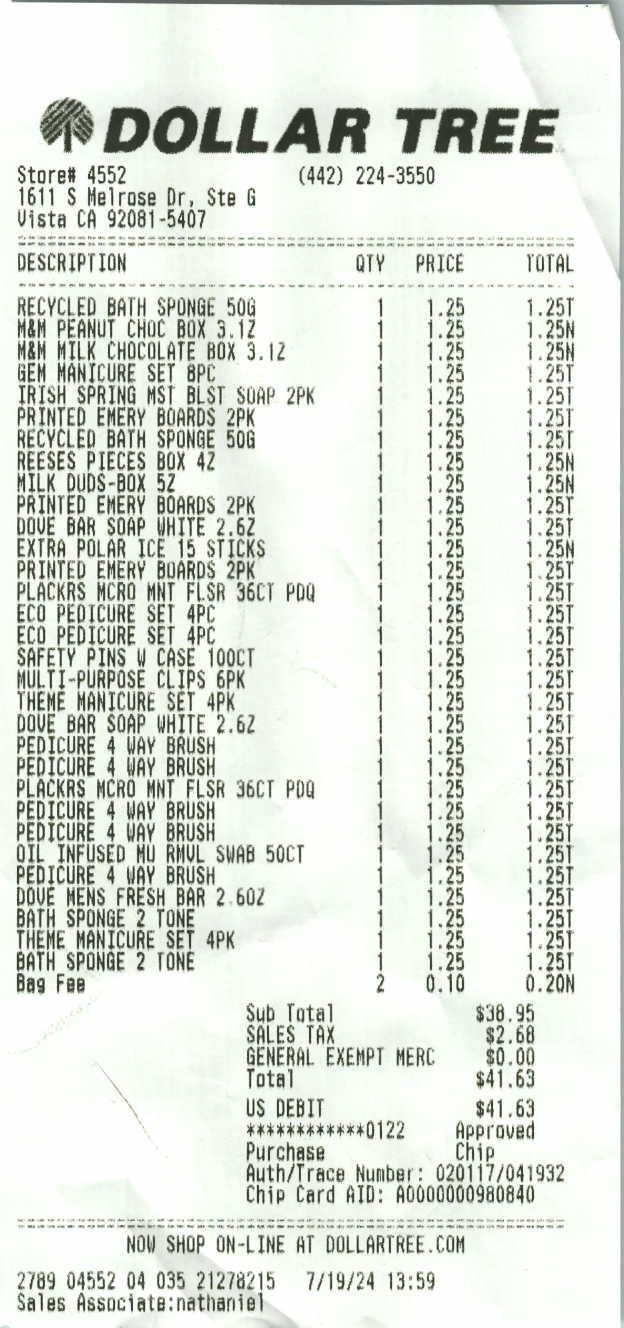 DOLLAR TREE
Store# 4552 (442) 224-3550
1611 S Melrose Dr, Ste G
Vista CA 92081-5407
DESCRIPTION QTY PRICE TOTAL
RECYCLED BATH SPONGE 50G 1 1.25 1.25T
M&M PEANUT CHOC BOX 3.1Z 1 1.25 1.25N
M&M MILK CHOCOLATE BOX 3.1Z 1 1.25 1.25N
GEM MANICURE SET 8PC 1 1.25 1.25T
IRISH SPRING MST BLST SOAP 2PK 1 1.25 1.25T
PRINTED EMERY BOARDS 2PK 1 1.25 1.25T
RECYCLED BATH SPONGE 50G 1 1.25 1.25T
REESES PIECES BOX 4Z 1 1.25 1.25N
MILK DUDS-BOX 5Z 1 1.25 1.25N
PRINTED EMERY BOARDS 2PK 1 1.25 1.25T
DOVE BAR SOAP WHITE 2.6Z 1 1.25 1.25T
EXTRA POLAR ICE 15 STICKS 1 1.25 1.25N
PRINTED EMERY BOARDS 2PK 1 1.25 1.25T
PLACKRS MCRO MNT FLSR 36CT PDQ 1 1.25 1.25T
ECO PEDICURE SET 4PC 1 1.25 1.25T
ECO PEDICURE SET 4PC 1 1.25 1.25T
SAFETY PINS W CASE 100CT 1 1.25 1.25T
MULTI-PURPOSE CLIPS 6PK 1 1.25 1.25T
THEME MANICURE SET 4PK 1 1.25 1.25T
DOVE BAR SOAP WHITE 2.6Z 1 1.25 1.25T
PEDICURE 4 WAY BRUSH 1 1.25 1.25T
PEDICURE 4 WAY BRUSH 1 1.25 1.25T
PLACKRS MCRO MNT FLSR 36CT PDQ 1 1.25 1.25T
PEDICURE 4 WAY BRUSH 1 1.25 1.25T
PEDICURE 4 WAY BRUSH 1 1.25 1.25T
OIL INFUSED MU RMVL SWAB 50CT 1 1.25 1.25T
PEDICURE 4 WAY BRUSH 1 1.25 1.25T
DOVE MENS FRESH BAR 2.6OZ 1 1.25 1.25T
BATH SPONGE 2 TONE 1 1.25 1.25T
THEME MANICURE SET 4PK 1 1.25 1.25T
BATH SPONGE 2 TONE 1 1.25 1.25T
Bag Fee 2 0.10 0.20N
Sub Total $38.95
SALES TAX $2.68
GENERAL EXEMPT MERC $0.00
Total $41.63
US DEBIT $41.63
************0122 Approved
Purchase Chip
Auth/Trace Number: 020117/041932
Chip Card AID: A0000000980840
NOW SHOP ON-LINE AT DOLLARTREE.COM
2789 04552 04 035 21278215 7/19/24 13:59
Sales Associate:nathaniel